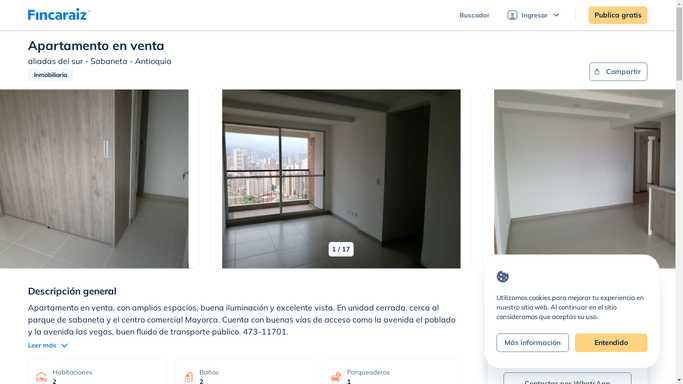 Fincaraiz
Buscador
Ingresar
Publica gratis
Apartamento en venta
aliadas del sur - Sabaneta - Antioquia
Inmobiliaria
Compartir
1 / 17
Descripción general
Apartamento en venta, con amplios espacios, buena iluminación y excelente vista. En unidad cerrada, cerca al
parque de sabaneta y el centro comercial Mayorca. Cuenta con buenas vías de acceso como la avenida el poblado
y la avenida las vegas, buen fluido de transporte público. 473-11701.
Leer más
Habitaciones
2
Baños
2
Parqueaderos
1
Utilizamos cookies para mejorar tu experiencia en
nuestro sitio web. Al continuar en el sitio
consideramos que aceptas su uso.
Más información
Entendido
Contactar por WhatsApp